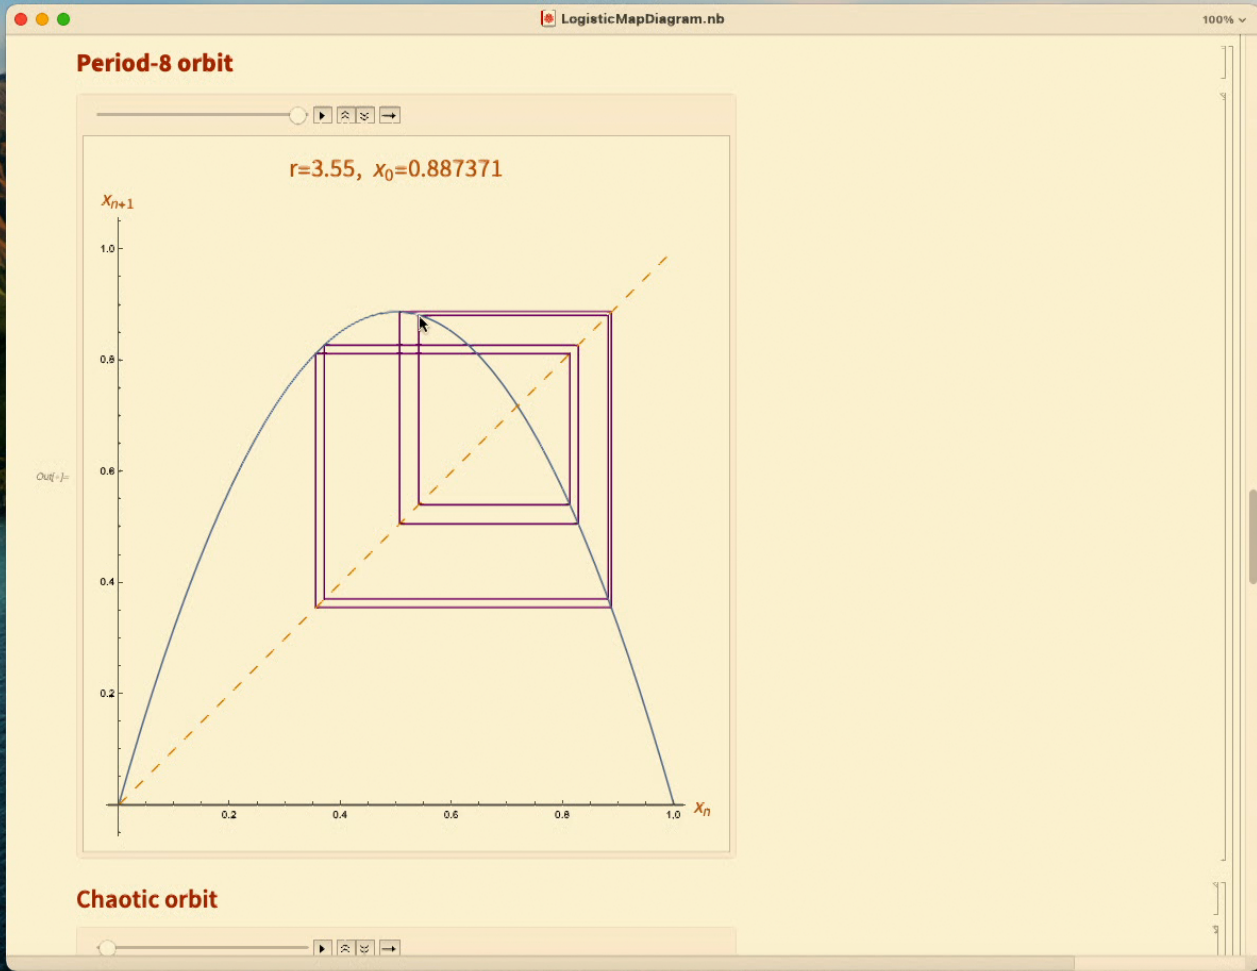 LogisticMapDiagram.nb
100%
Period-8 orbit
r=3.55, x₀=0.887371
xₙ₊₁
1.0
0.8
0.6
Out[-]=
0.4
0.2
0.2 0.4 0.6 0.8 1.0 xₙ
Chaotic orbit